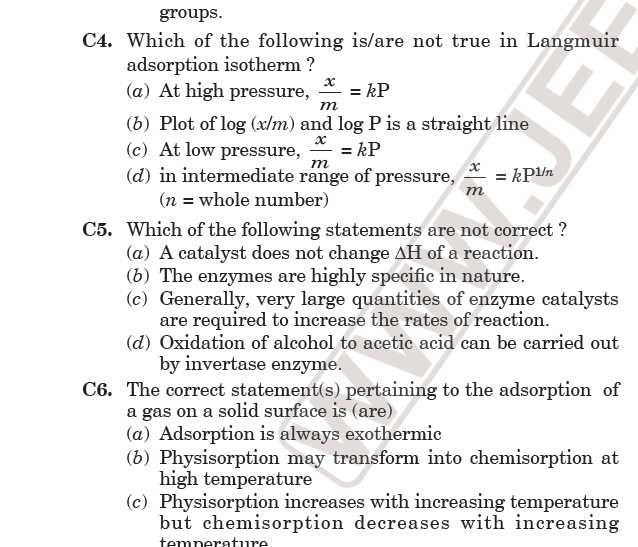 groups.
C4. Which of the following is/are not true in Langmuir
adsorption isotherm ?
(a) At high pressure, x/m = kP
(b) Plot of log (x/m) and log P is a straight line
(c) At low pressure, x/m = kP
(d) in intermediate range of pressure, x/m = kP^1/n
(n = whole number)
C5. Which of the following statements are not correct ?
(a) A catalyst does not change ΔH of a reaction.
(b) The enzymes are highly specific in nature.
(c) Generally, very large quantities of enzyme catalysts
are required to increase the rates of reaction.
(d) Oxidation of alcohol to acetic acid can be carried out
by invertase enzyme.
C6. The correct statement(s) pertaining to the adsorption of
a gas on a solid surface is (are)
(a) Adsorption is always exothermic
(b) Physisorption may transform into chemisorption at
high temperature
(c) Physisorption increases with increasing temperature
but chemisorption decreases with increasing
temperature
WWW.JEE